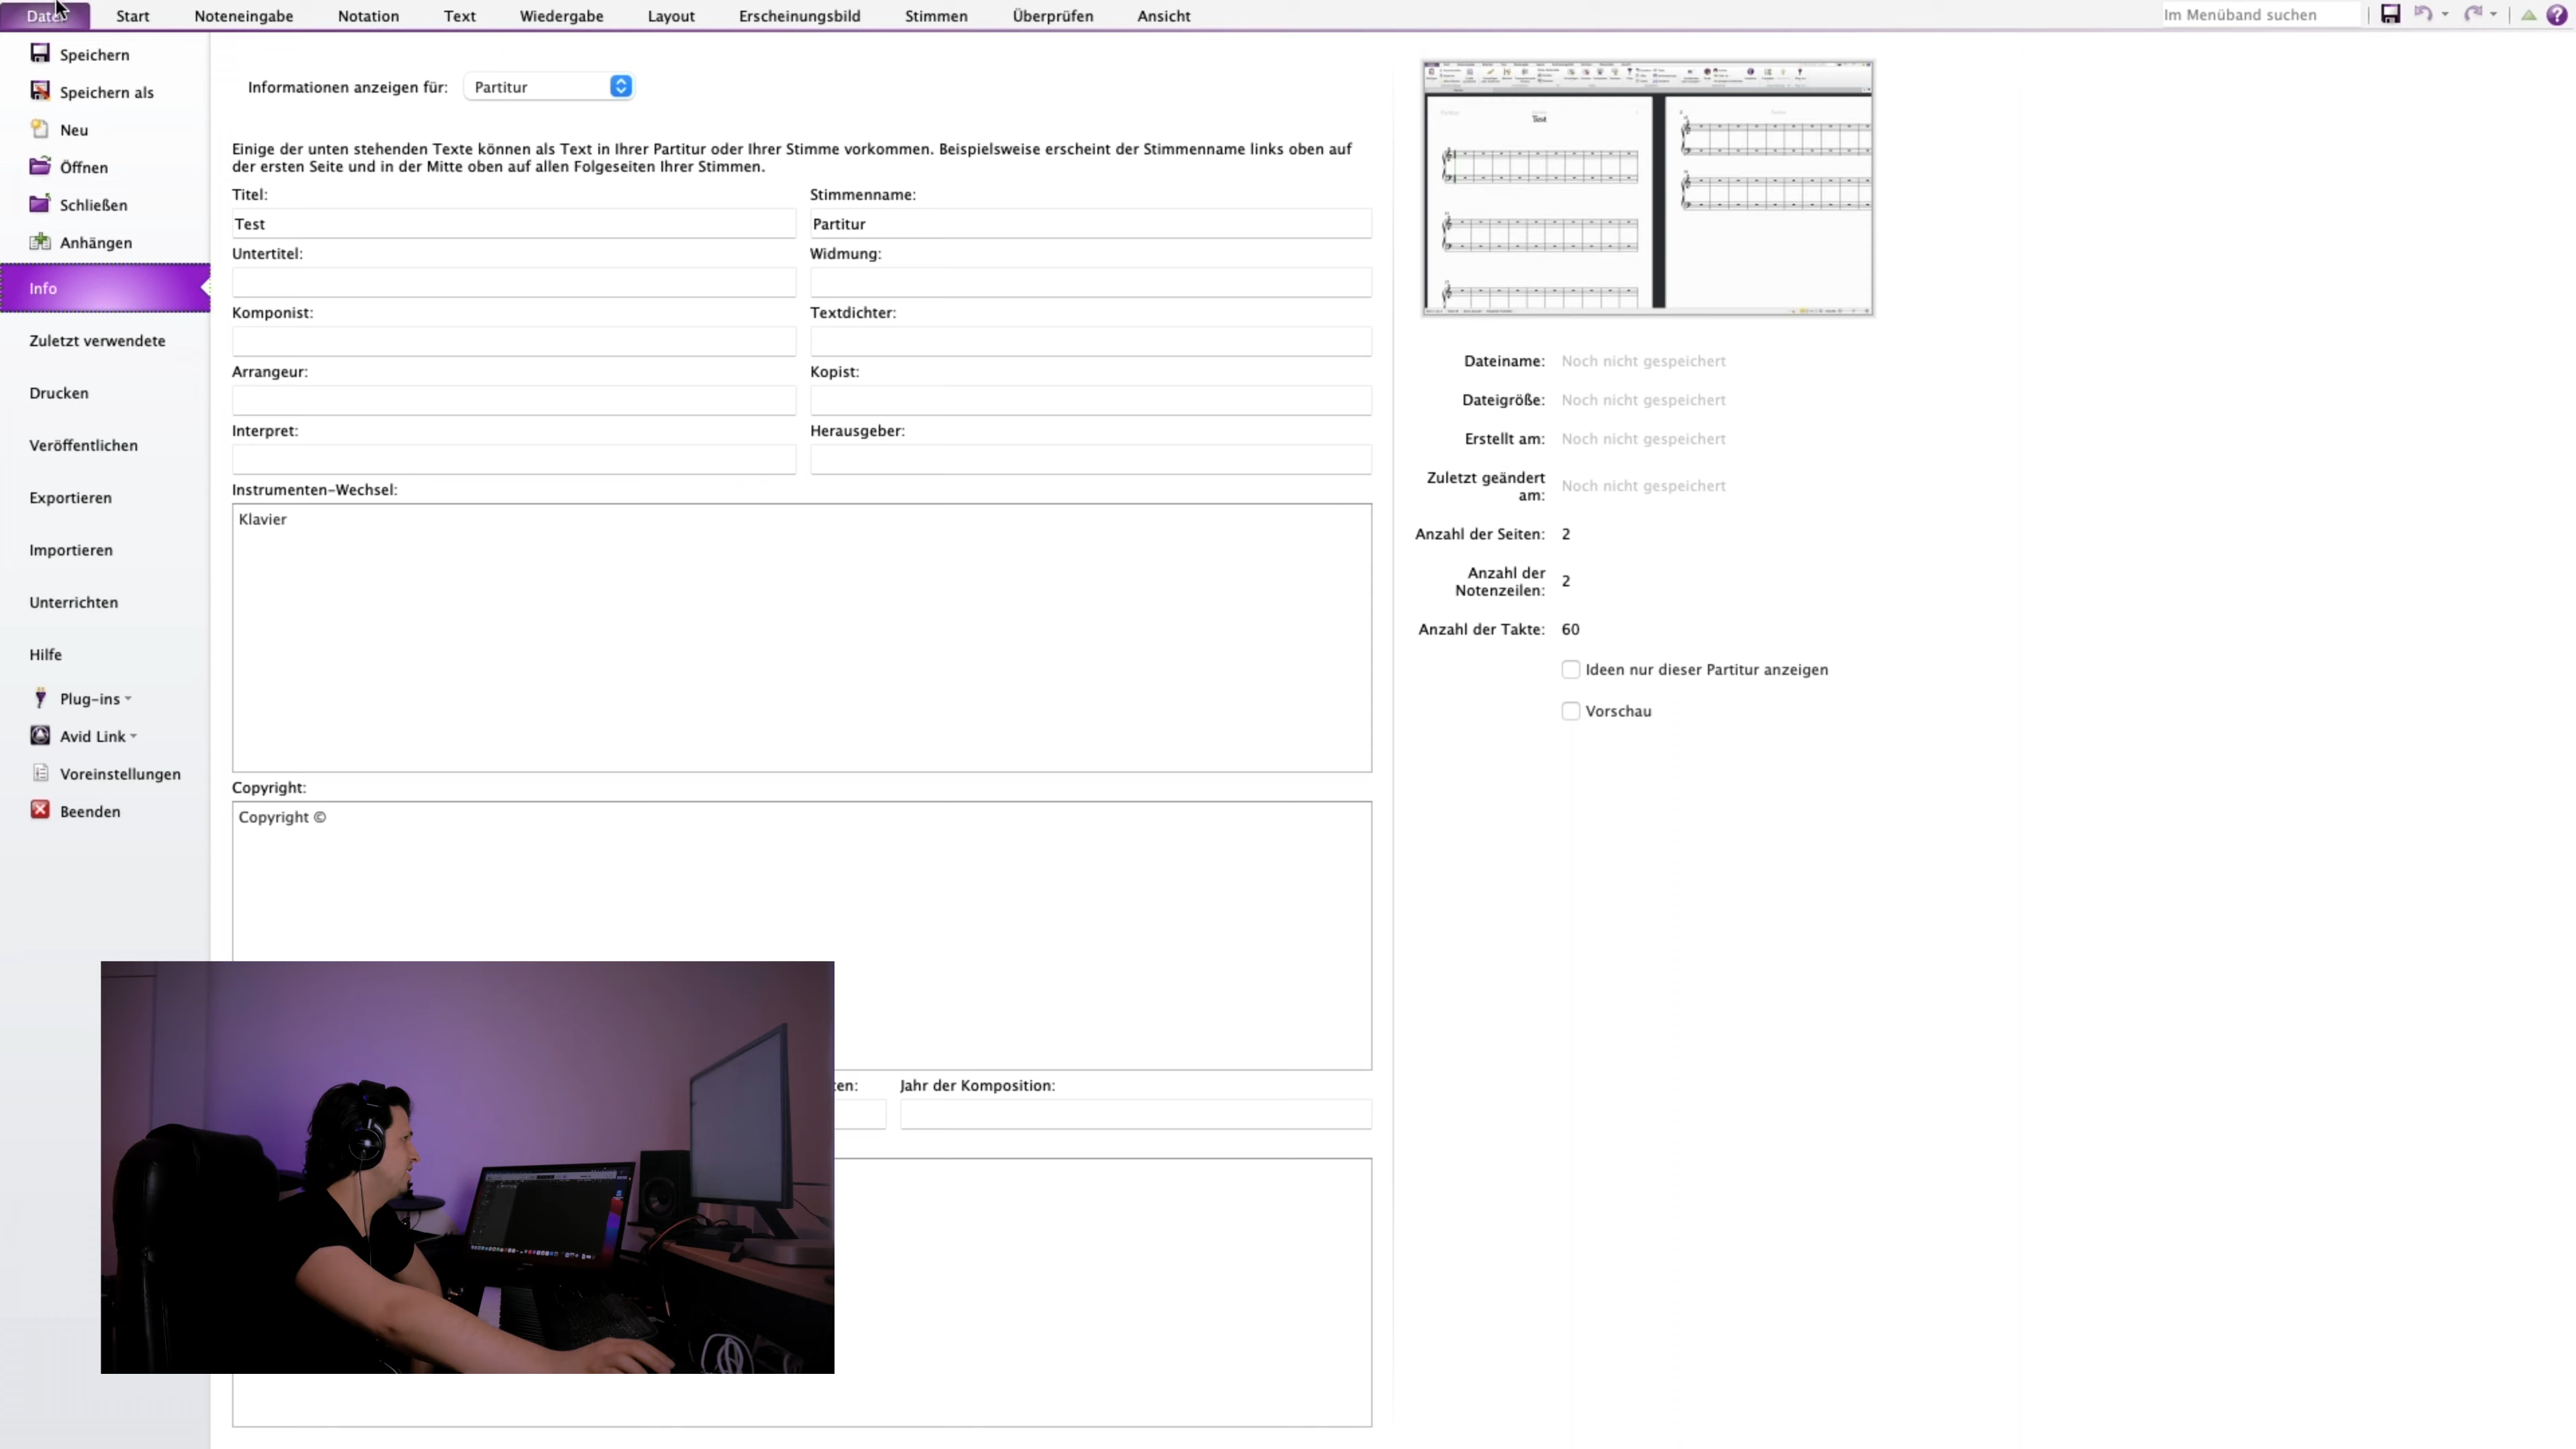 Datei
Start
Noteneingabe
Notation
Text
Wiedergabe
Layout
Erscheinungsbild
Stimmen
Überprüfen
Ansicht
Im Menüband suchen
Speichern
Speichern als
Neu
Öffnen
Schließen
Anhängen
Info
Zuletzt verwendete
Drucken
Veröffentlichen
Exportieren
Importieren
Unterrichten
Hilfe
Plug-ins
Avid Link
Voreinstellungen
Beenden
Informationen anzeigen für: Partitur
Einige der unten stehenden Texte können als Text in Ihrer Partitur oder Ihrer Stimme vorkommen. Beispielsweise erscheint der Stimmenname links oben auf
der ersten Seite und in der Mitte oben auf allen Folgeseiten Ihrer Stimmen.
Titel:
Test
Stimmenname:
Partitur
Untertitel:
Widmung:
Komponist:
Textdichter:
Arrangeur:
Kopist:
Interpret:
Herausgeber:
Instrumenten-Wechsel:
Klavier
Copyright:
Copyright ©
ten:
Jahr der Komposition:
Test
Dateiname: Noch nicht gespeichert
Dateigröße: Noch nicht gespeichert
Erstellt am: Noch nicht gespeichert
Zuletzt geändert
am: Noch nicht gespeichert
Anzahl der Seiten: 2
Anzahl der
Notenzeilen: 2
Anzahl der Takte: 60
Ideen nur dieser Partitur anzeigen
Vorschau